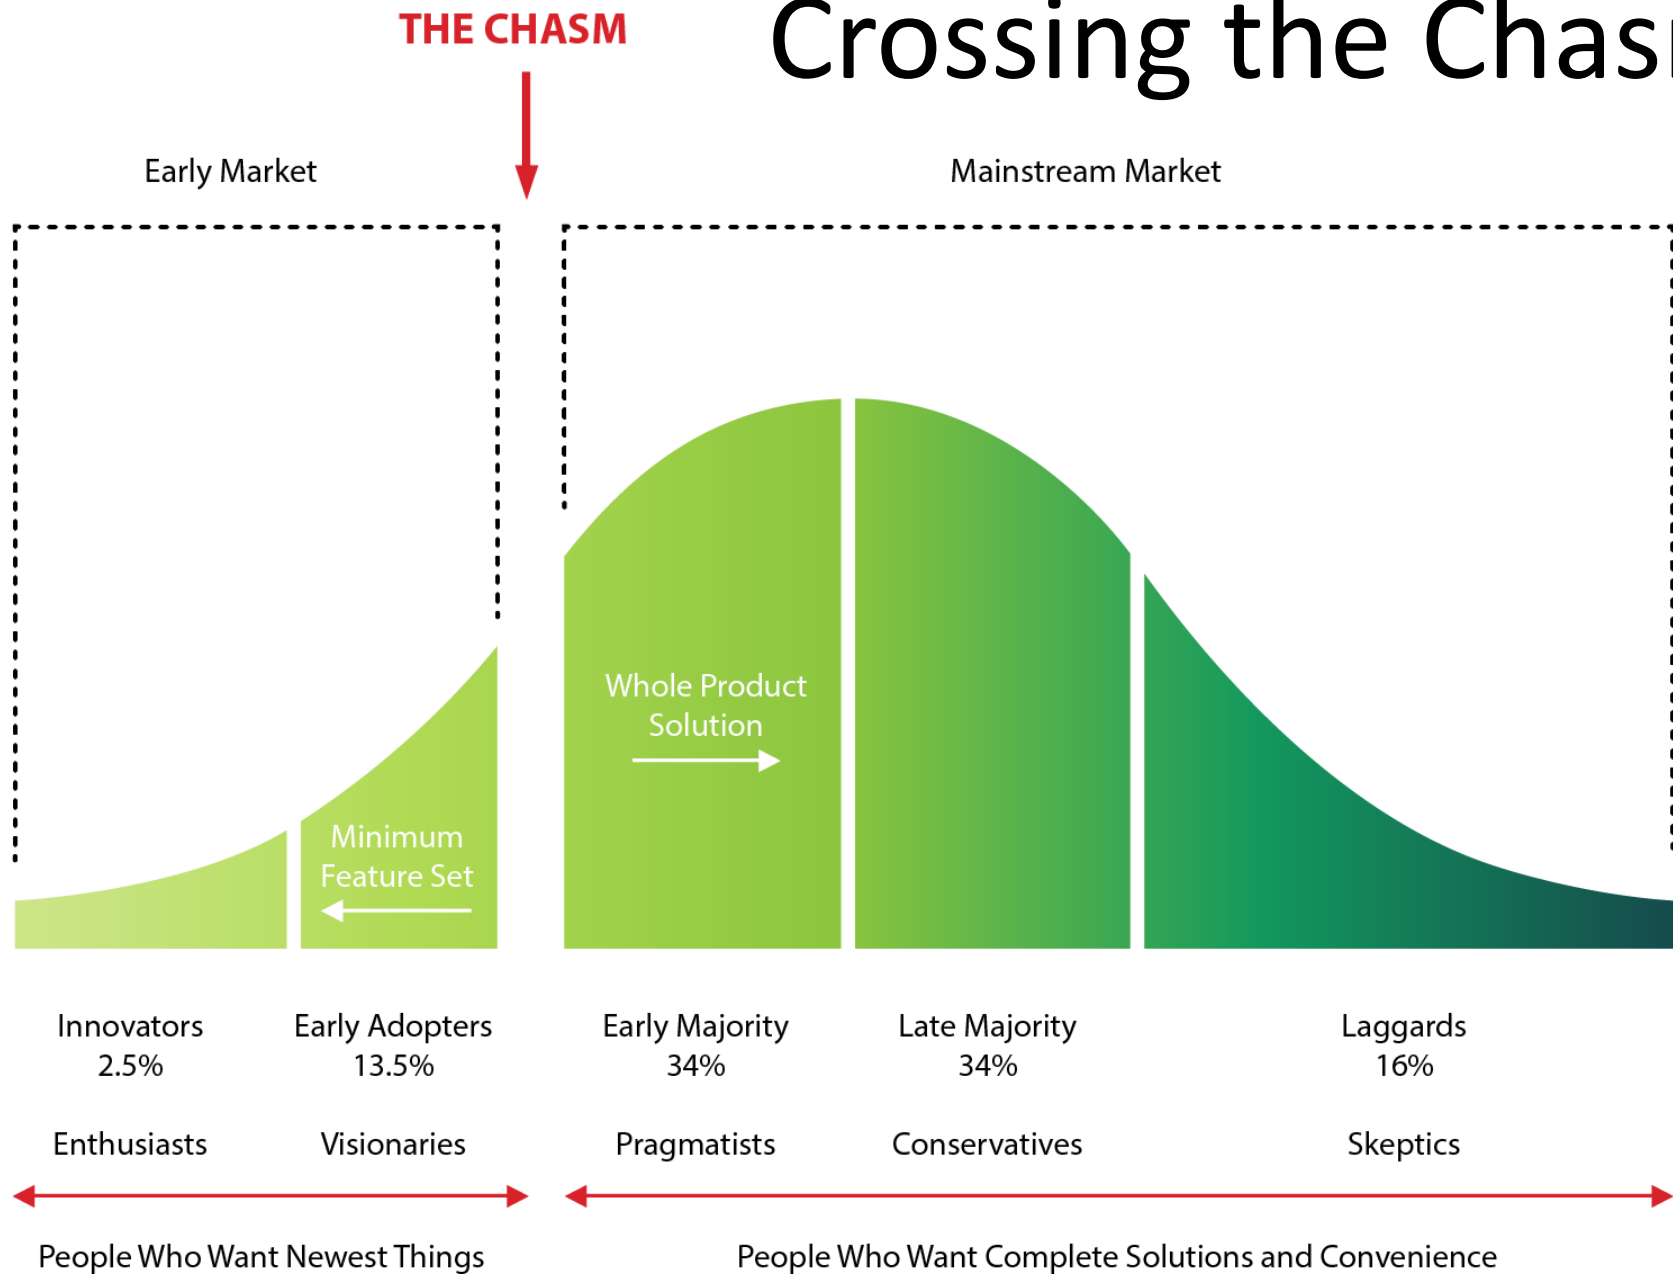 THE CHASM
Crossing the Chasm
Early Market
Mainstream Market
Whole Product
Solution
Minimum
Feature Set
Innovators
2.5%
Early Adopters
13.5%
Early Majority
34%
Late Majority
34%
Laggards
16%
Enthusiasts
Visionaries
Pragmatists
Conservatives
Skeptics
People Who Want Newest Things
People Who Want Complete Solutions and Convenience